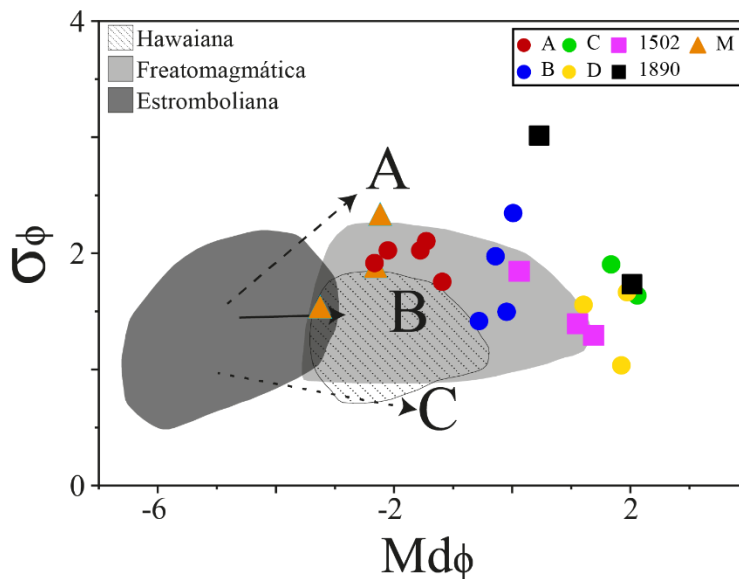 4
Hawaiana
Freatomagmática
Estromboliana
A C 1502 M
B D 1890
A
2
σϕ
B
C
0
-6 -2 2
Mdϕ